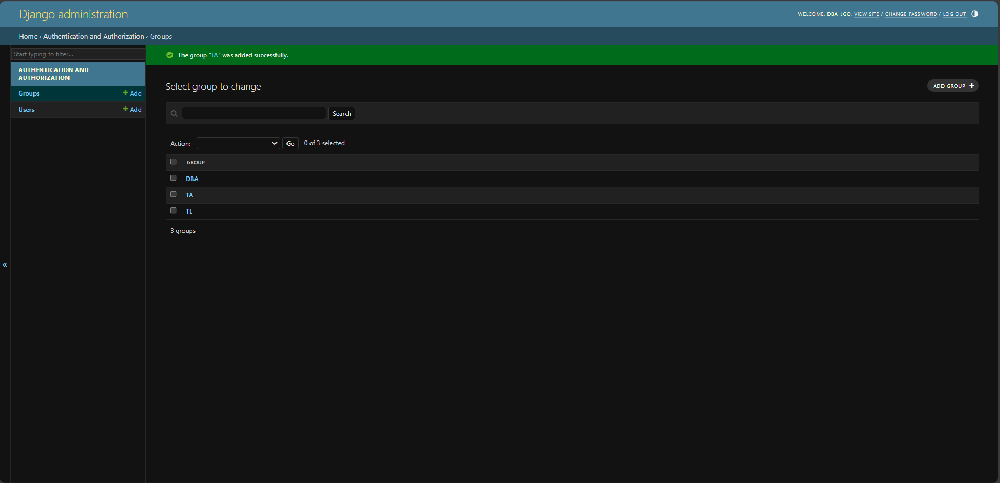 Django administration
WELCOME, DBA_JGQ. VIEW SITE / CHANGE PASSWORD / LOG OUT
Home › Authentication and Authorization › Groups
Start typing to filter...
AUTHENTICATION AND
AUTHORIZATION
Groups + Add
Users + Add
«
The group “TA” was added successfully.
Select group to change
ADD GROUP +
Search
Action: --------- Go 0 of 3 selected
GROUP
DBA
TA
TL
3 groups